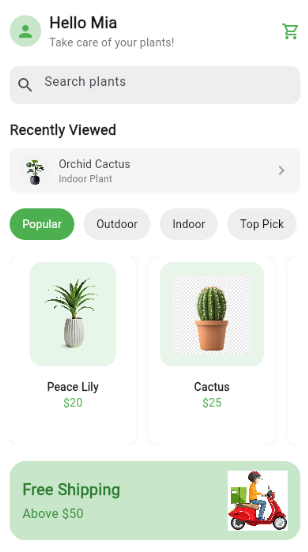 Hello Mia
Take care of your plants!
Search plants
Recently Viewed
Orchid Cactus
Indoor Plant
Popular Outdoor Indoor Top Pick
Peace Lily Cactus
$20 $25
Free Shipping
Above $50